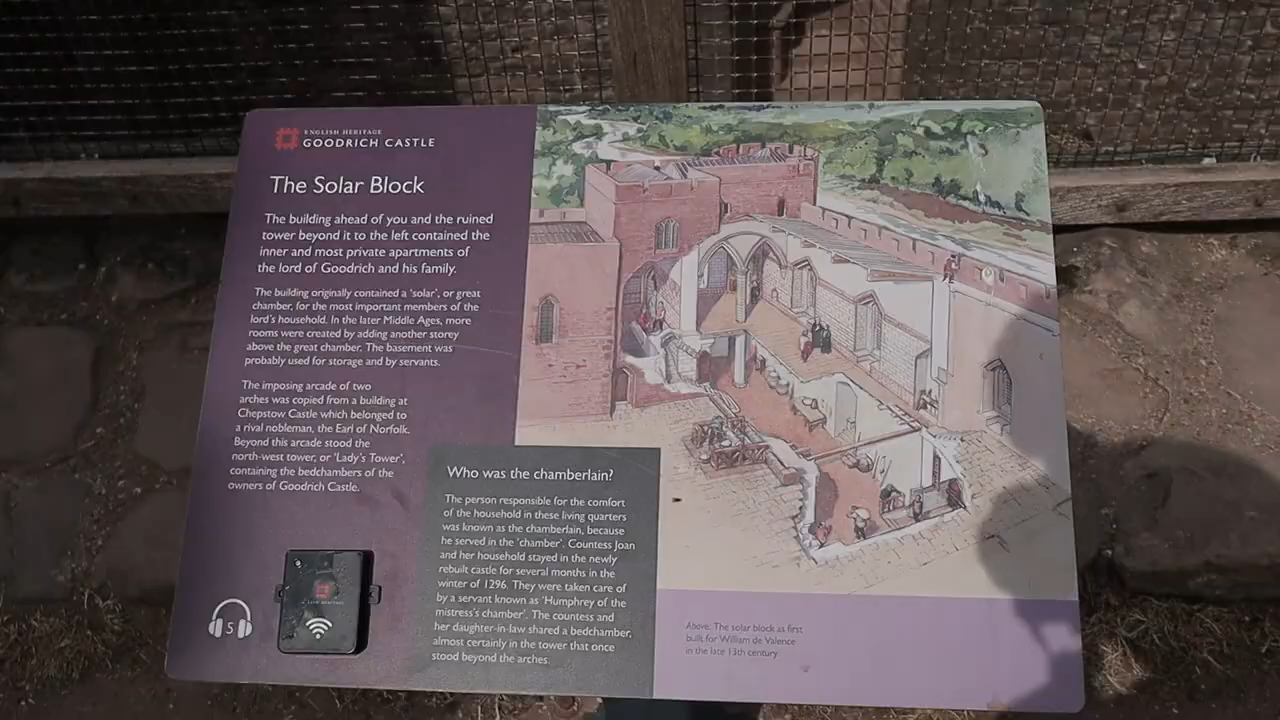 ENGLISH HERITAGE
GOODRICH CASTLE
The Solar Block
The building ahead of you and the ruined
tower beyond it to the left contained the
inner and most private apartments of
the lord of Goodrich and his family.
The building originally contained a 'solar', or great
chamber, for the most important members of the
lord's household. In the later Middle Ages, more
rooms were created by adding another storey
above the great chamber. The basement was
probably used for storage and by servants.
The imposing arcade of two
arches was copied from a building at
Chepstow Castle which belonged to
a rival nobleman, the Earl of Norfolk.
Beyond this arcade stood the
north-west tower, or 'Lady's Tower',
containing the bedchambers of the
owners of Goodrich Castle.
Who was the chamberlain?
The person responsible for the comfort
of the household in these living quarters
was known as the chamberlain, because
he served in the 'chamber'. Countess Joan
and her household stayed in the newly
rebuilt castle for several months in the
winter of 1296. They were taken care of
by a servant known as 'Humphrey of the
mistress's chamber'. The countess and
her daughter-in-law shared a bedchamber,
almost certainly in the tower that once
stood beyond the arches.
Above: The solar block as first
built for William de Valence
in the late 13th century
5